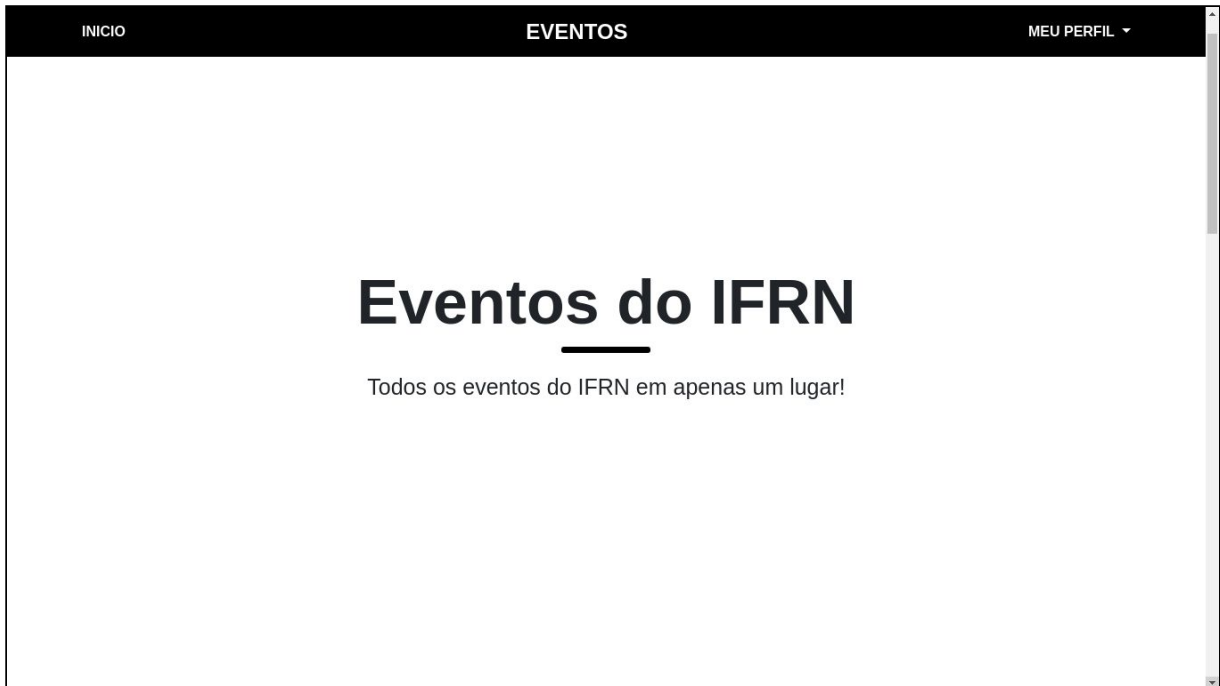 INICIO EVENTOS MEU PERFIL
Eventos do IFRN
Todos os eventos do IFRN em apenas um lugar!